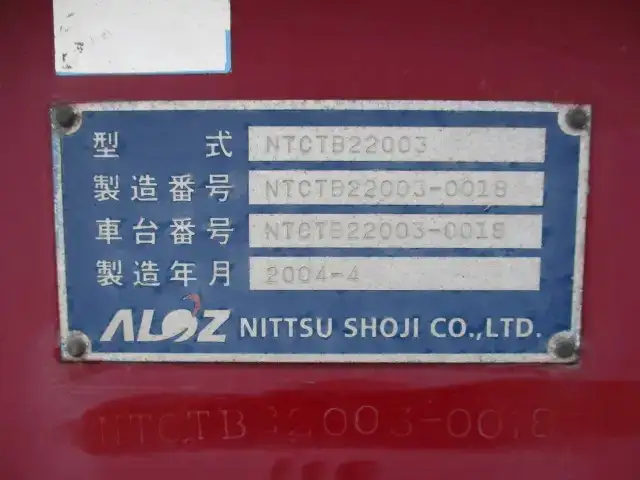 型 式 NTCTB22003
製造番号 NTCTB22003-0018
車台番号 NTCTB22003-0018
製造年月 2004-4
ALOZ NITTSU SHOJI CO.,LTD.
NTCTB22003-0018